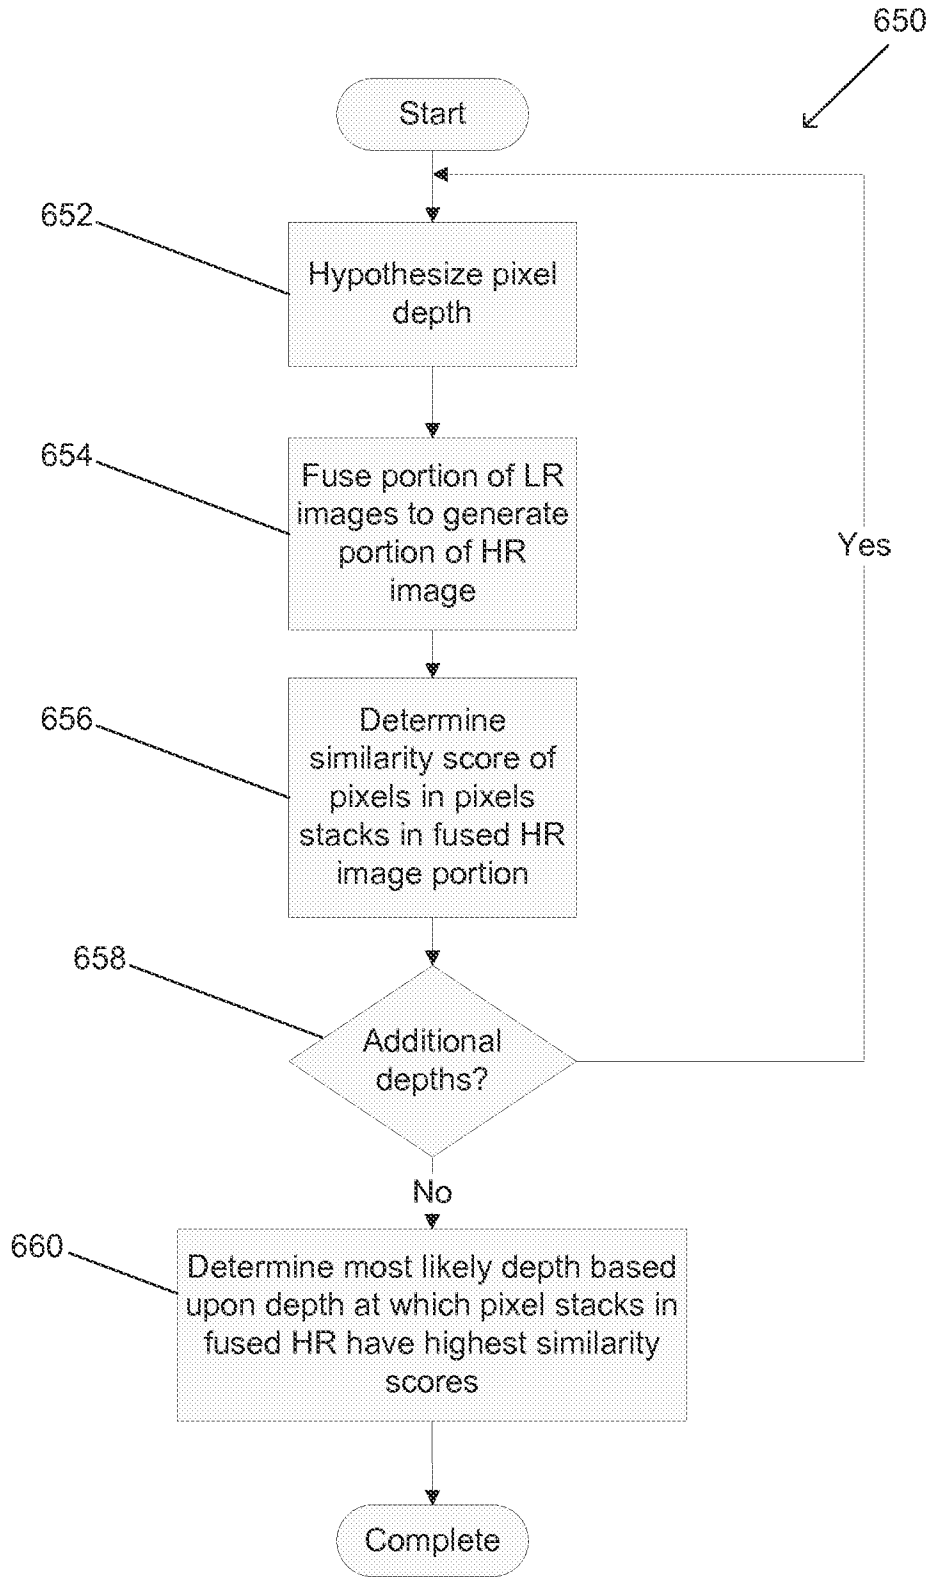 650
Start
652
Hypothesize pixel
depth
654
Fuse portion of LR
images to generate
portion of HR
image
Yes
656
Determine
similarity score of
pixels in pixels
stacks in fused HR
image portion
658
Additional
depths?
No
660
Determine most likely depth based
upon depth at which pixel stacks in
fused HR have highest similarity
scores
Complete